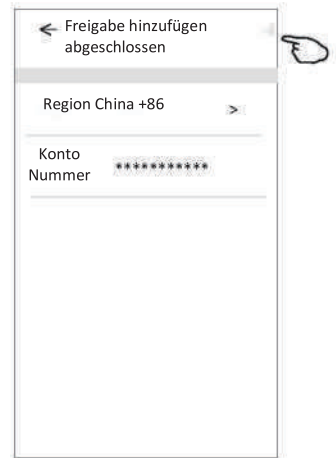 ← Freigabe hinzufügen
abgeschlossen
Region China +86 >
Konto
Nummer ***********